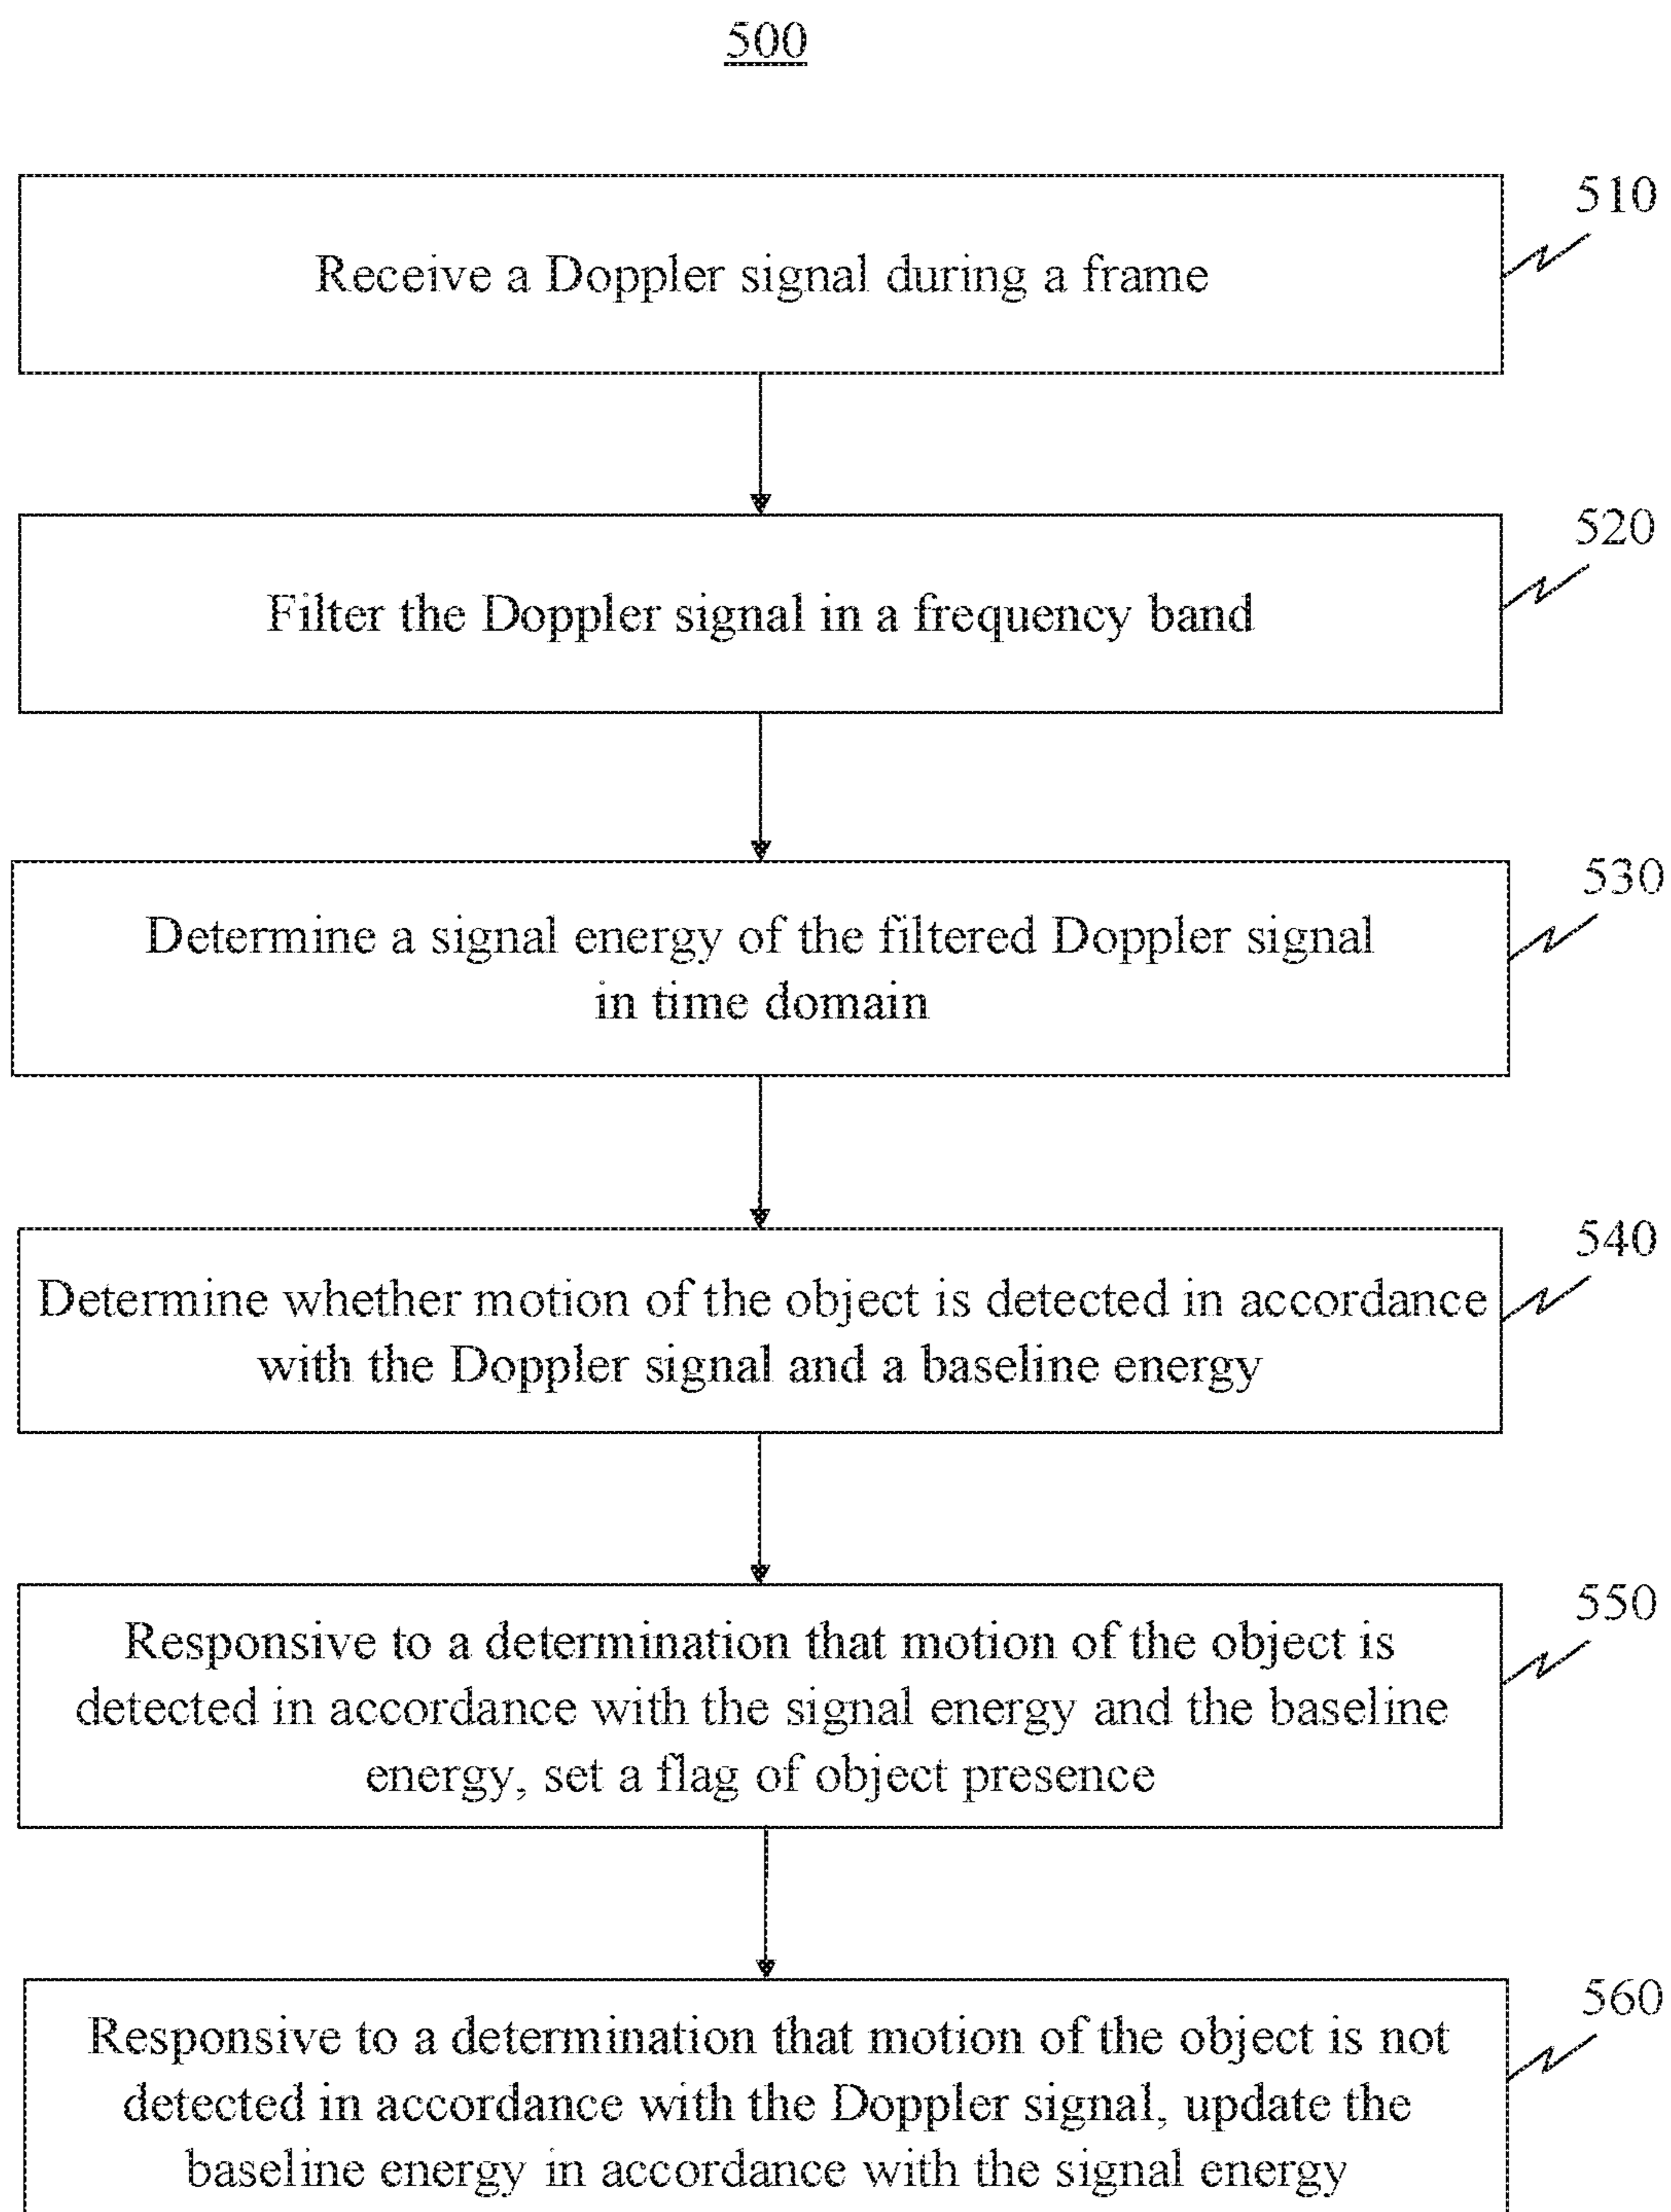 500
510
Receive a Doppler signal during a frame
520
Filter the Doppler signal in a frequency band
530
Determine a signal energy of the filtered Doppler signal
in time domain
540
Determine whether motion of the object is detected in accordance
with the Doppler signal and a baseline energy
550
Responsive to a determination that motion of the object is
detected in accordance with the signal energy and the baseline
energy, set a flag of object presence
560
Responsive to a determination that motion of the object is not
detected in accordance with the Doppler signal, update the
baseline energy in accordance with the signal energy